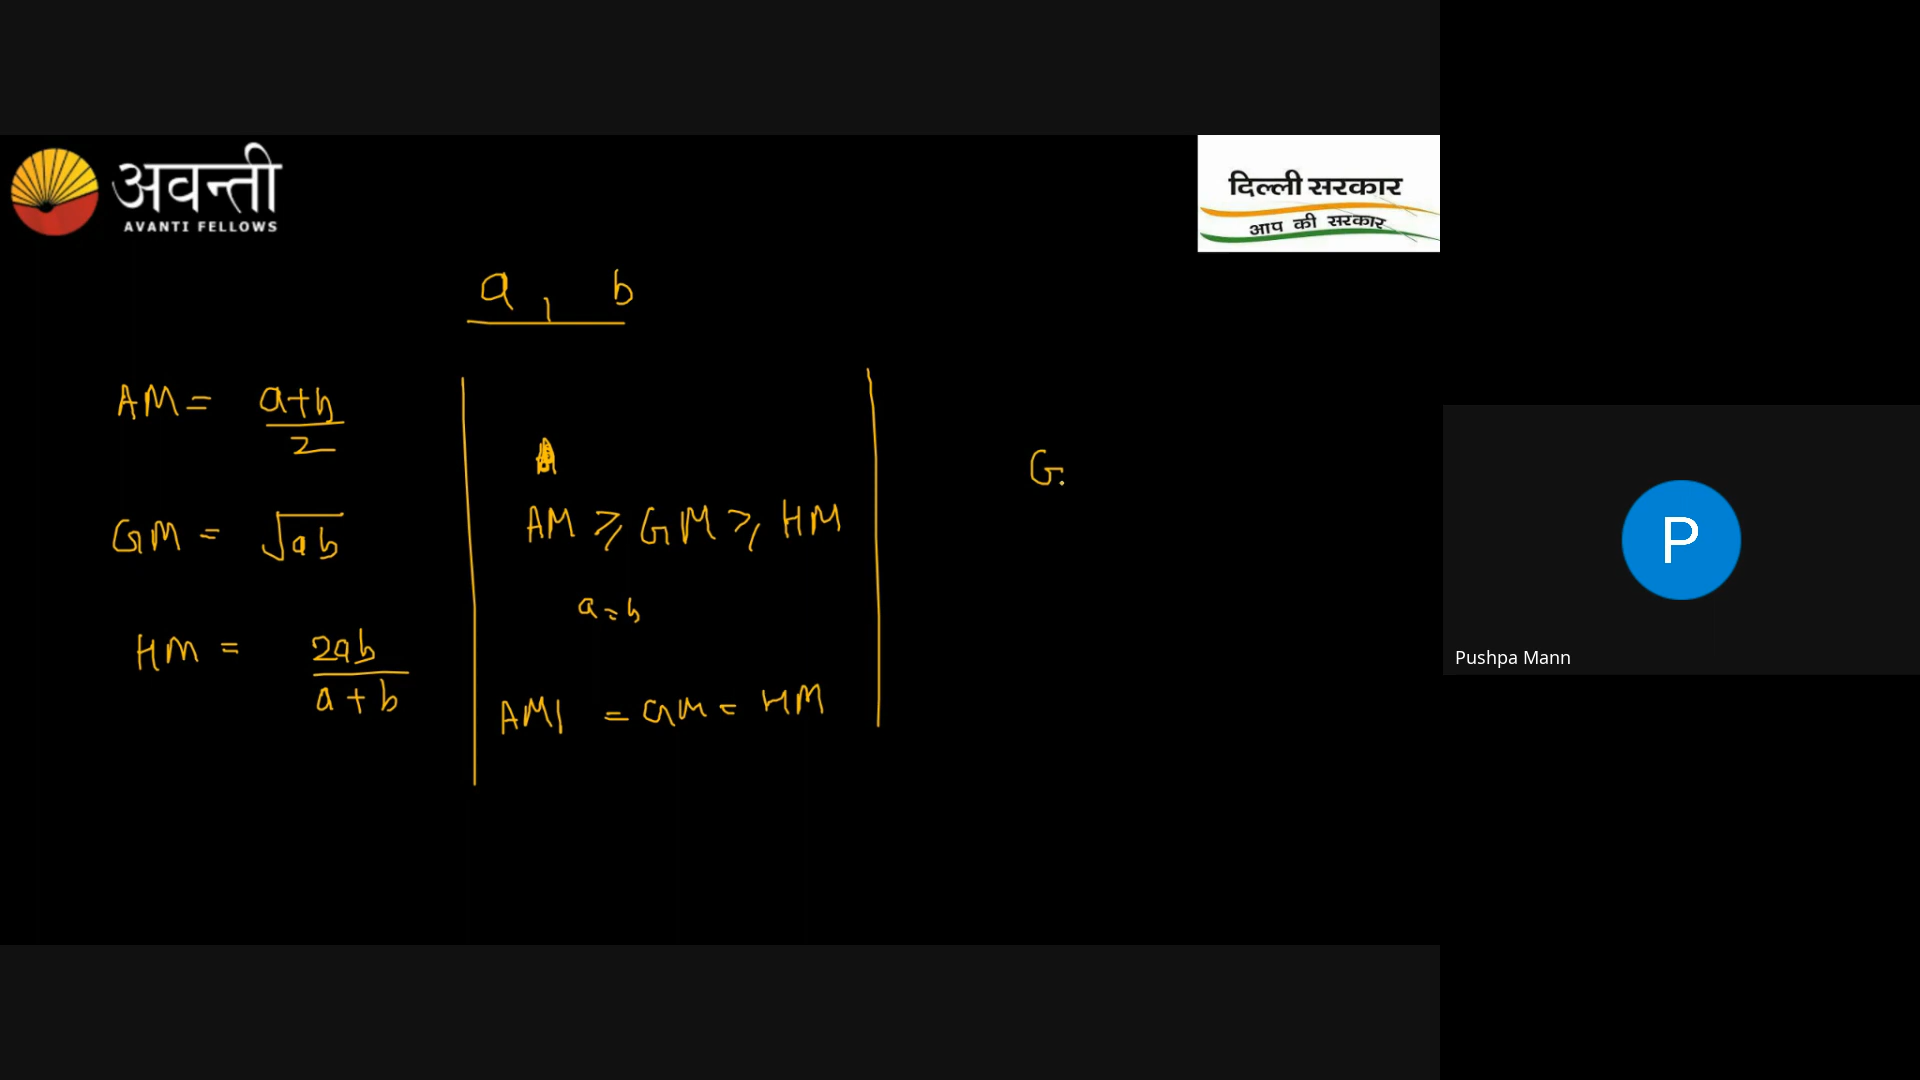 अवन्ती
AVANTI FELLOWS
दिल्ली सरकार
आप की सरकार
a, b
AM = a+b/2
GM = √ab
HM = 2ab/a+b
AM ≥ GM ≥ HM
a = b
AM = GM = HM
G.
P
Pushpa Mann